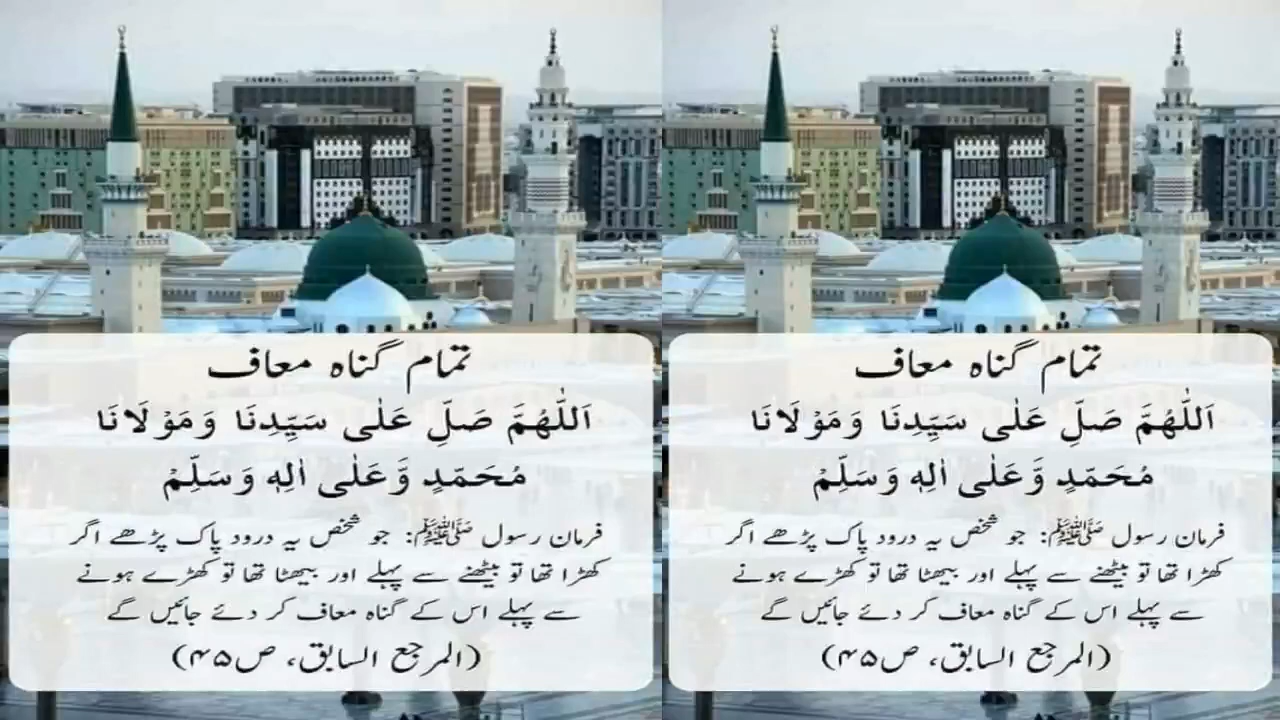 تمام گناہ معاف
اَللّٰهُمَّ صَلِّ عَلٰى سَيِّدِنَا وَمَوْلَانَا
مُحَمَّدٍ وَّعَلٰى اٰلِهٖ وَسَلِّمْ
فرمان رسول ﷺ: جو شخص یہ درود پاک پڑھے اگر
کھڑا تھا تو بیٹھنے سے پہلے اور بیٹھا تھا تو کھڑے ہونے
سے پہلے اس کے گناہ معاف کر دئے جائیں گے
(المرجع السابق، ص۴۵)
تمام گناہ معاف
اَللّٰهُمَّ صَلِّ عَلٰى سَيِّدِنَا وَمَوْلَانَا
مُحَمَّدٍ وَّعَلٰى اٰلِهٖ وَسَلِّمْ
فرمان رسول ﷺ: جو شخص یہ درود پاک پڑھے اگر
کھڑا تھا تو بیٹھنے سے پہلے اور بیٹھا تھا تو کھڑے ہونے
سے پہلے اس کے گناہ معاف کر دئے جائیں گے
(المرجع السابق، ص۴۵)